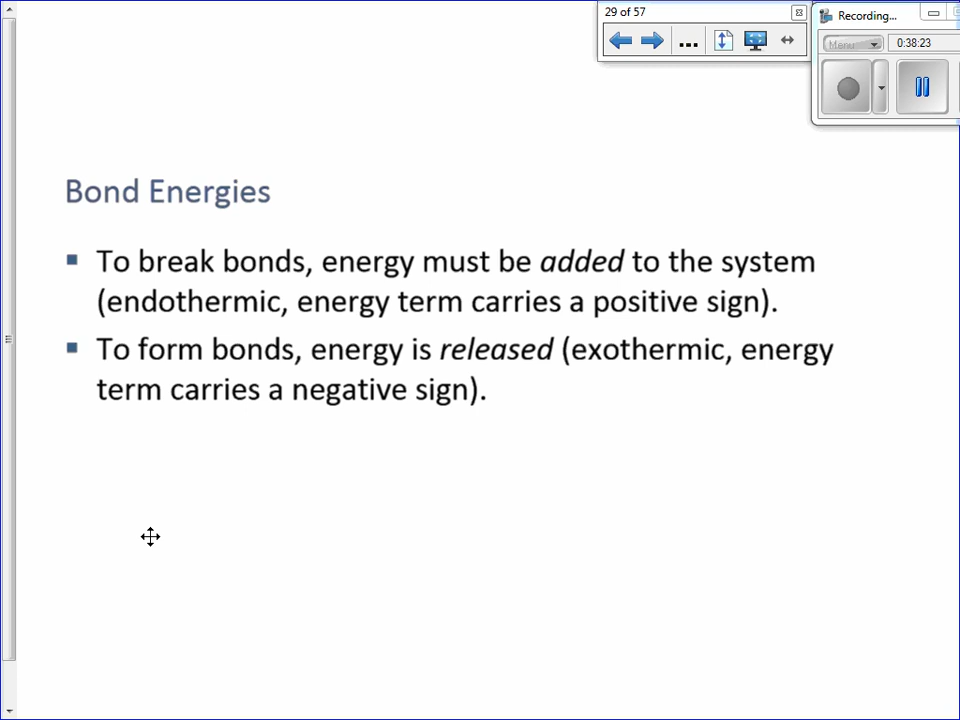 29 of 57
Recording...
Menu
0:38:23
Bond Energies
To break bonds, energy must be added to the system
(endothermic, energy term carries a positive sign).
To form bonds, energy is released (exothermic, energy
term carries a negative sign).